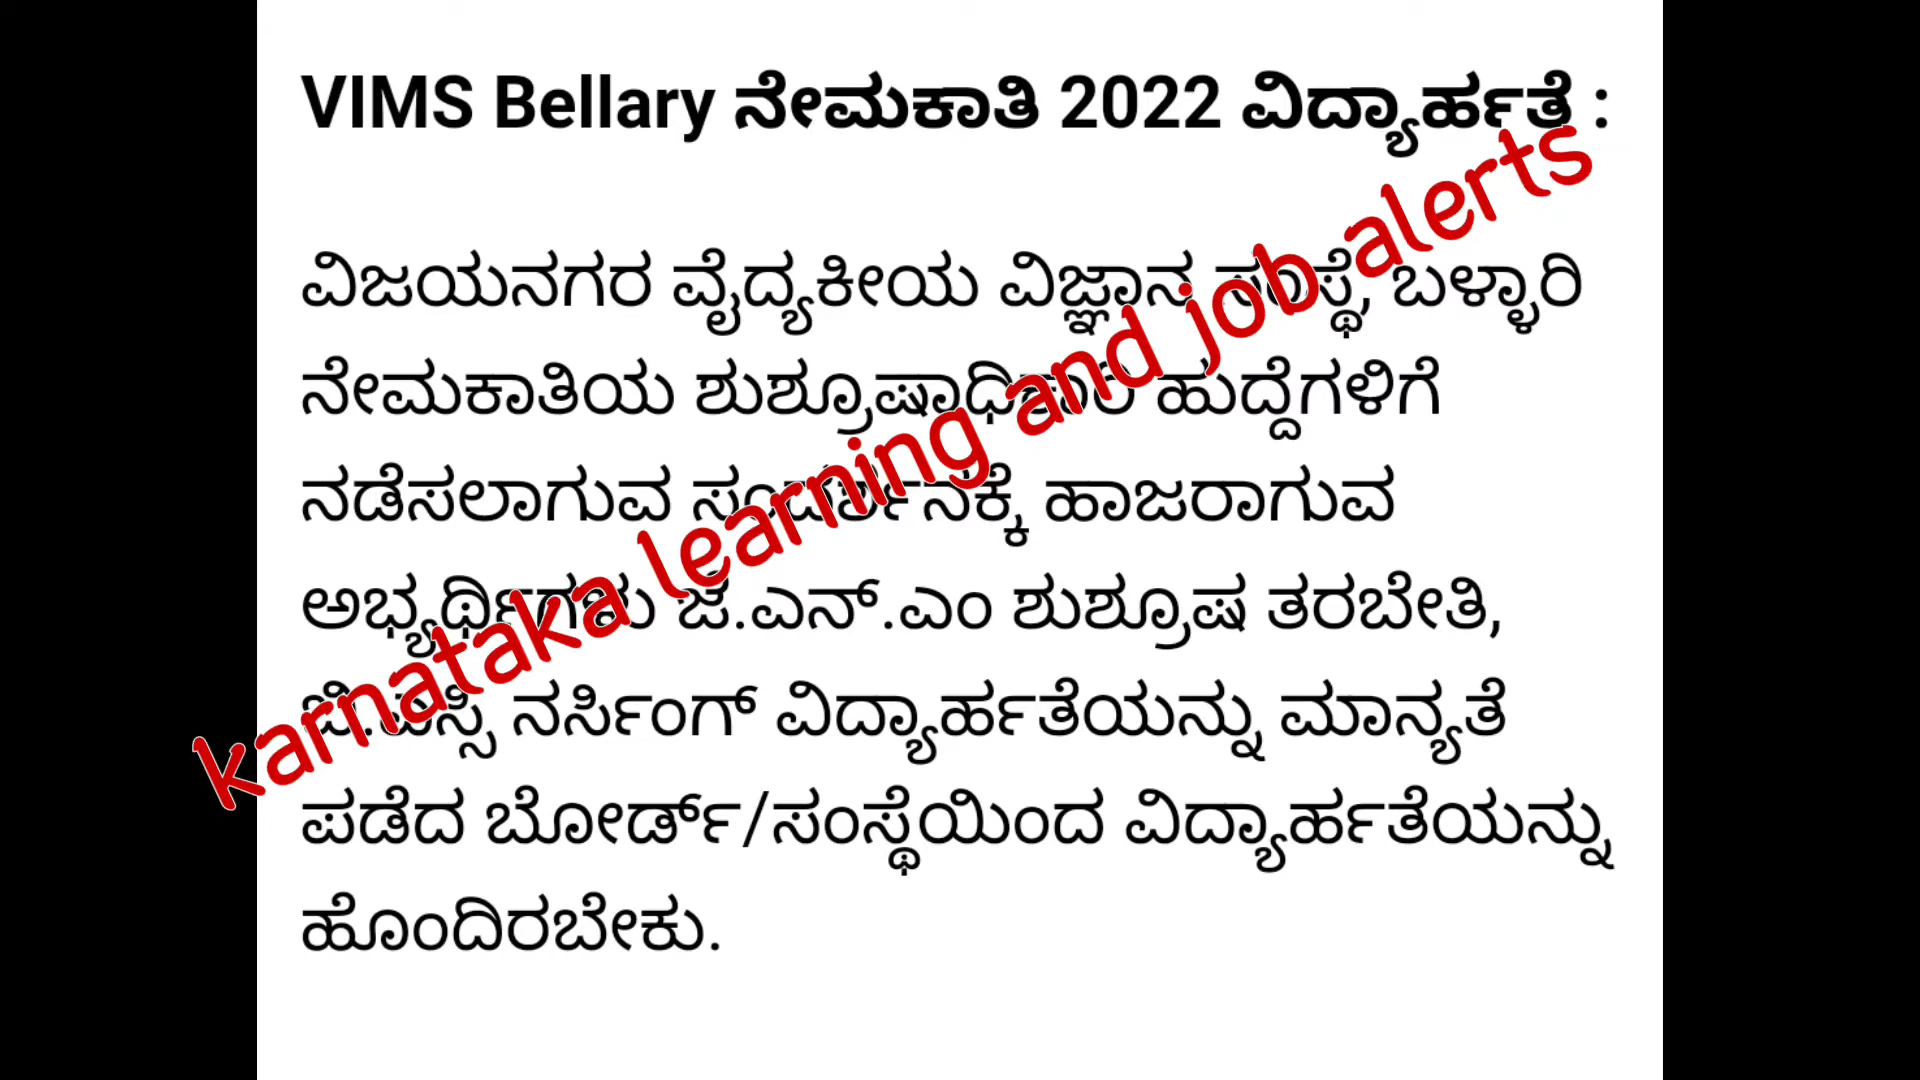 VIMS Bellary ನೇಮಕಾತಿ 2022 ವಿದ್ಯಾರ್ಹತೆ :
ವಿಜಯನಗರ ವೈದ್ಯಕೀಯ ವಿಜ್ಞಾನ ಸಂಸ್ಥೆ, ಬಳ್ಳಾರಿ
ನೇಮಕಾತಿಯ ಶುಶ್ರೂಷಾಧಿಕಾರಿ ಹುದ್ದೆಗಳಿಗೆ
ನಡೆಸಲಾಗುವ ಸಂದರ್ಶನಕ್ಕೆ ಹಾಜರಾಗುವ
ಅಭ್ಯರ್ಥಿಗಳು ಜಿ.ಎನ್.ಎಂ ಶುಶ್ರೂಷ ತರಬೇತಿ,
ಬಿ.ಎಸ್ಸಿ ನರ್ಸಿಂಗ್ ವಿದ್ಯಾರ್ಹತೆಯನ್ನು ಮಾನ್ಯತೆ
ಪಡೆದ ಬೋರ್ಡ್/ಸಂಸ್ಥೆಯಿಂದ ವಿದ್ಯಾರ್ಹತೆಯನ್ನು
ಹೊಂದಿರಬೇಕು.
karnataka learning and job alerts